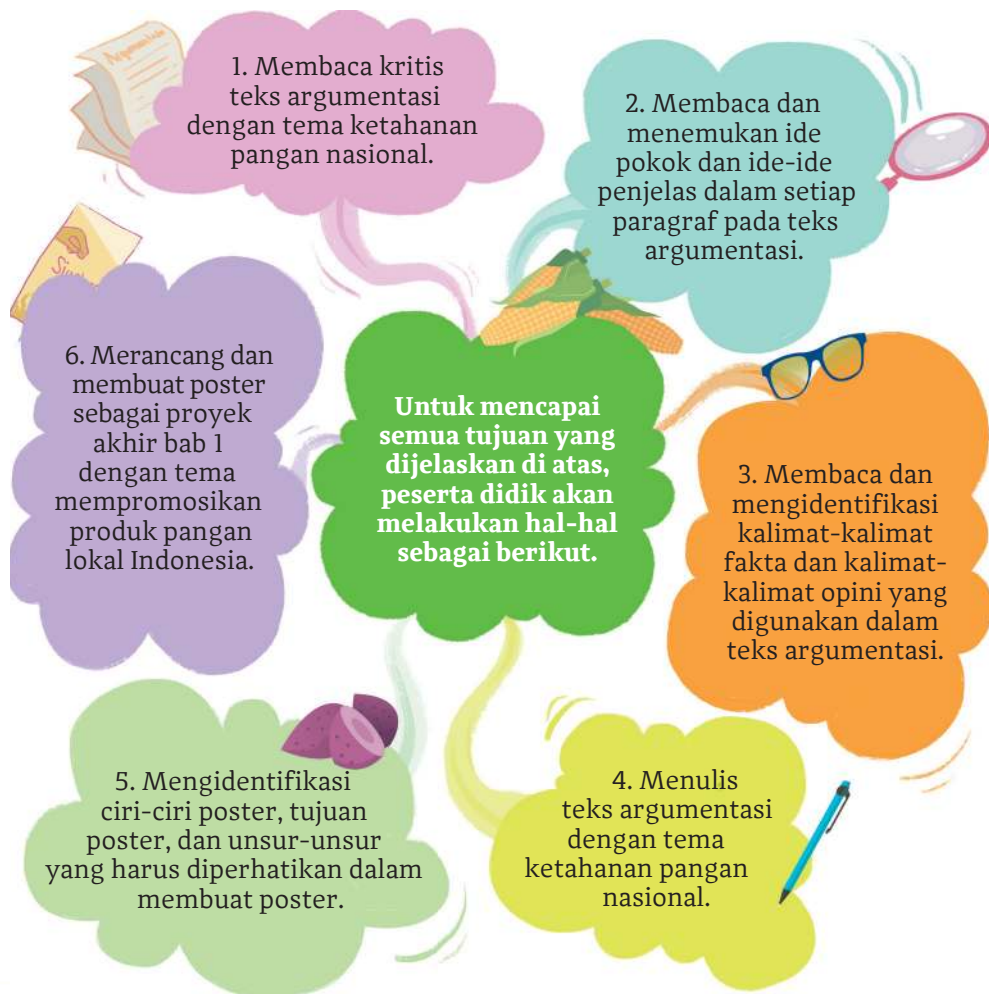 1. Membaca kritis
teks argumentasi
dengan tema ketahanan
pangan nasional.
2. Membaca dan
menemukan ide
pokok dan ide-ide
penjelas dalam setiap
paragraf pada teks
argumentasi.
6. Merancang dan
membuat poster
sebagai proyek
akhir bab 1
dengan tema
mempromosikan
produk pangan
lokal Indonesia.
Untuk mencapai
semua tujuan yang
dijelaskan di atas,
peserta didik akan
melakukan hal-hal
sebagai berikut.
3. Membaca dan
mengidentifikasi
kalimat-kalimat
fakta dan kalimat-
kalimat opini yang
digunakan dalam
teks argumentasi.
5. Mengidentifikasi
ciri-ciri poster, tujuan
poster, dan unsur-unsur
yang harus diperhatikan dalam
membuat poster.
4. Menulis
teks argumentasi
dengan tema
ketahanan pangan
nasional.